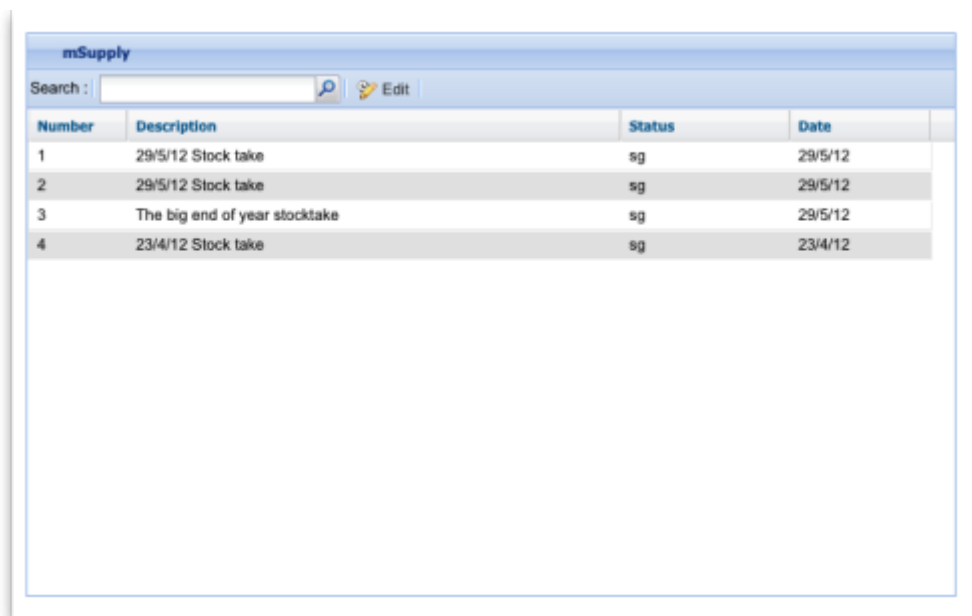 mSupply
Search : Edit
Number Description Status Date
1 29/5/12 Stock take sg 29/5/12
2 29/5/12 Stock take sg 29/5/12
3 The big end of year stocktake sg 29/5/12
4 23/4/12 Stock take sg 23/4/12